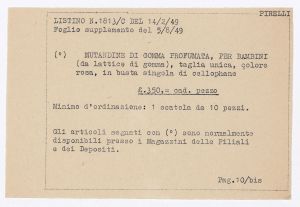 PIRELLI
LISTINO N.1813/C DEL 14/2/49
Foglio supplemento del 5/8/49
(°) MUTANDINE DI GOMMA PROFUMATA, PER BAMBINI
(da lattice di gomma), taglia unica, colore
rosa, in busta singola di cellophane
£.350.= cad. pezzo
Minimo d'ordinazione: 1 scatola da 10 pezzi.
Gli articoli segnati con (°) sono normalmente
disponibili presso i Magazzini delle Filiali
e dei Depositi.
Pag.70/bis